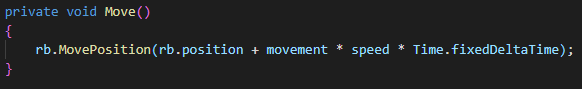 private void Move()
{
    rb.MovePosition(rb.position + movement * speed * Time.fixedDeltaTime);
}